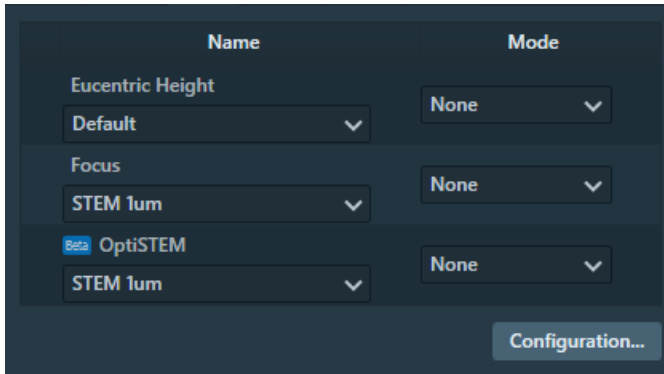 Name Mode
Eucentric Height
Default None
Focus
STEM 1um None
Beta OptiSTEM
STEM 1um None
Configuration...